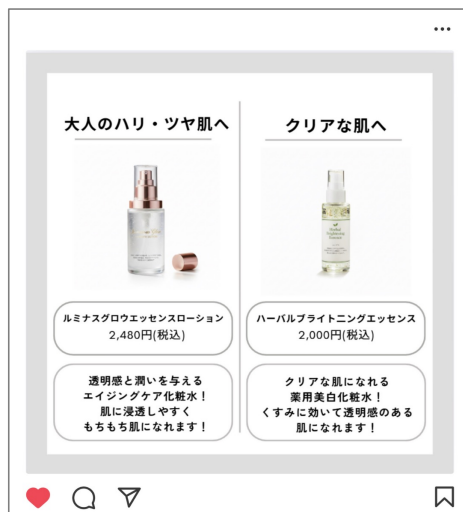 大人のハリ・ツヤ肌へ
ルミナスグロウエッセンスローション
2,480円(税込)
透明感と潤いを与える
エイジングケア化粧水！
肌に浸透しやすく
もちもち肌になれます！
クリアな肌へ
Herbal
Brightening
Essence
ハーバルブライトニングエッセンス
2,000円(税込)
クリアな肌になれる
薬用美白化粧水！
くすみに効いて透明感のある
肌になれます！